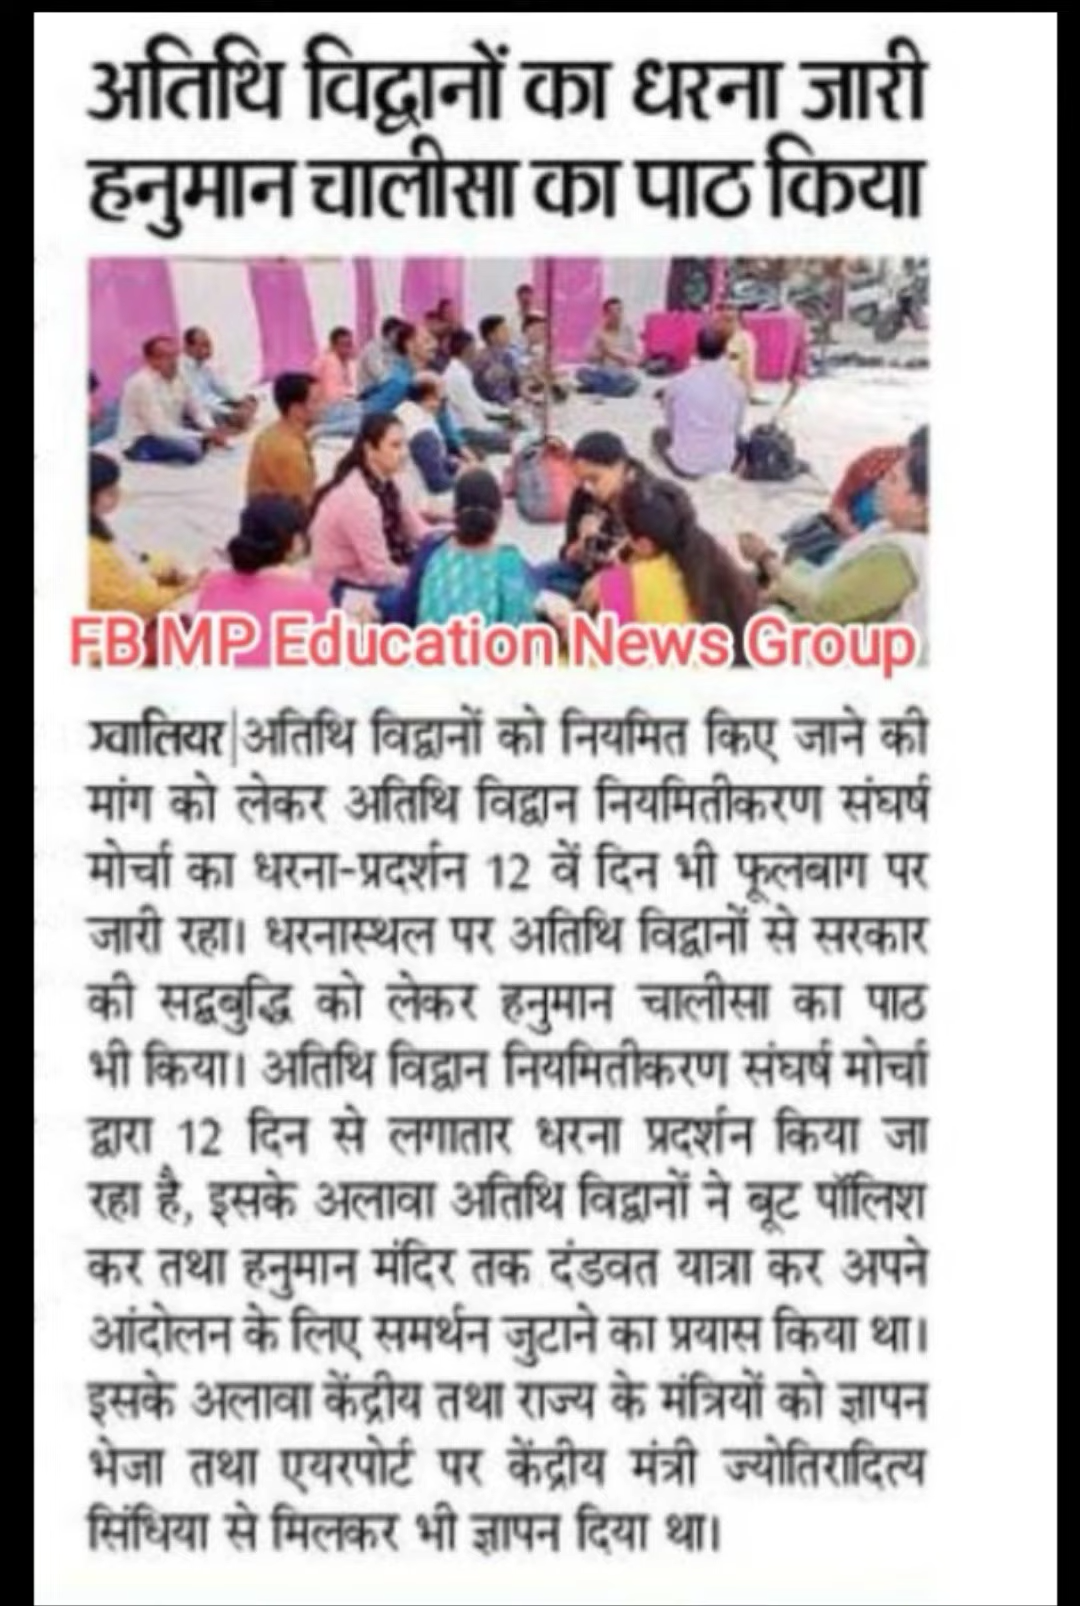 अतिथि विद्वानों का धरना जारी
हनुमान चालीसा का पाठ किया
FB MP Education News Group
ग्वालियर|अतिथि विद्वानों को नियमित किए जाने की
मांग को लेकर अतिथि विद्वान नियमितीकरण संघर्ष
मोर्चा का धरना-प्रदर्शन 12 वें दिन भी फूलबाग पर
जारी रहा। धरनास्थल पर अतिथि विद्वानों से सरकार
की सद्वबुद्धि को लेकर हनुमान चालीसा का पाठ
भी किया। अतिथि विद्वान नियमितीकरण संघर्ष मोर्चा
द्वारा 12 दिन से लगातार धरना प्रदर्शन किया जा
रहा है, इसके अलावा अतिथि विद्वानों ने बूट पॉलिश
कर तथा हनुमान मंदिर तक दंडवत यात्रा कर अपने
आंदोलन के लिए समर्थन जुटाने का प्रयास किया था।
इसके अलावा केंद्रीय तथा राज्य के मंत्रियों को ज्ञापन
भेजा तथा एयरपोर्ट पर केंद्रीय मंत्री ज्योतिरादित्य
सिंधिया से मिलकर भी ज्ञापन दिया था।